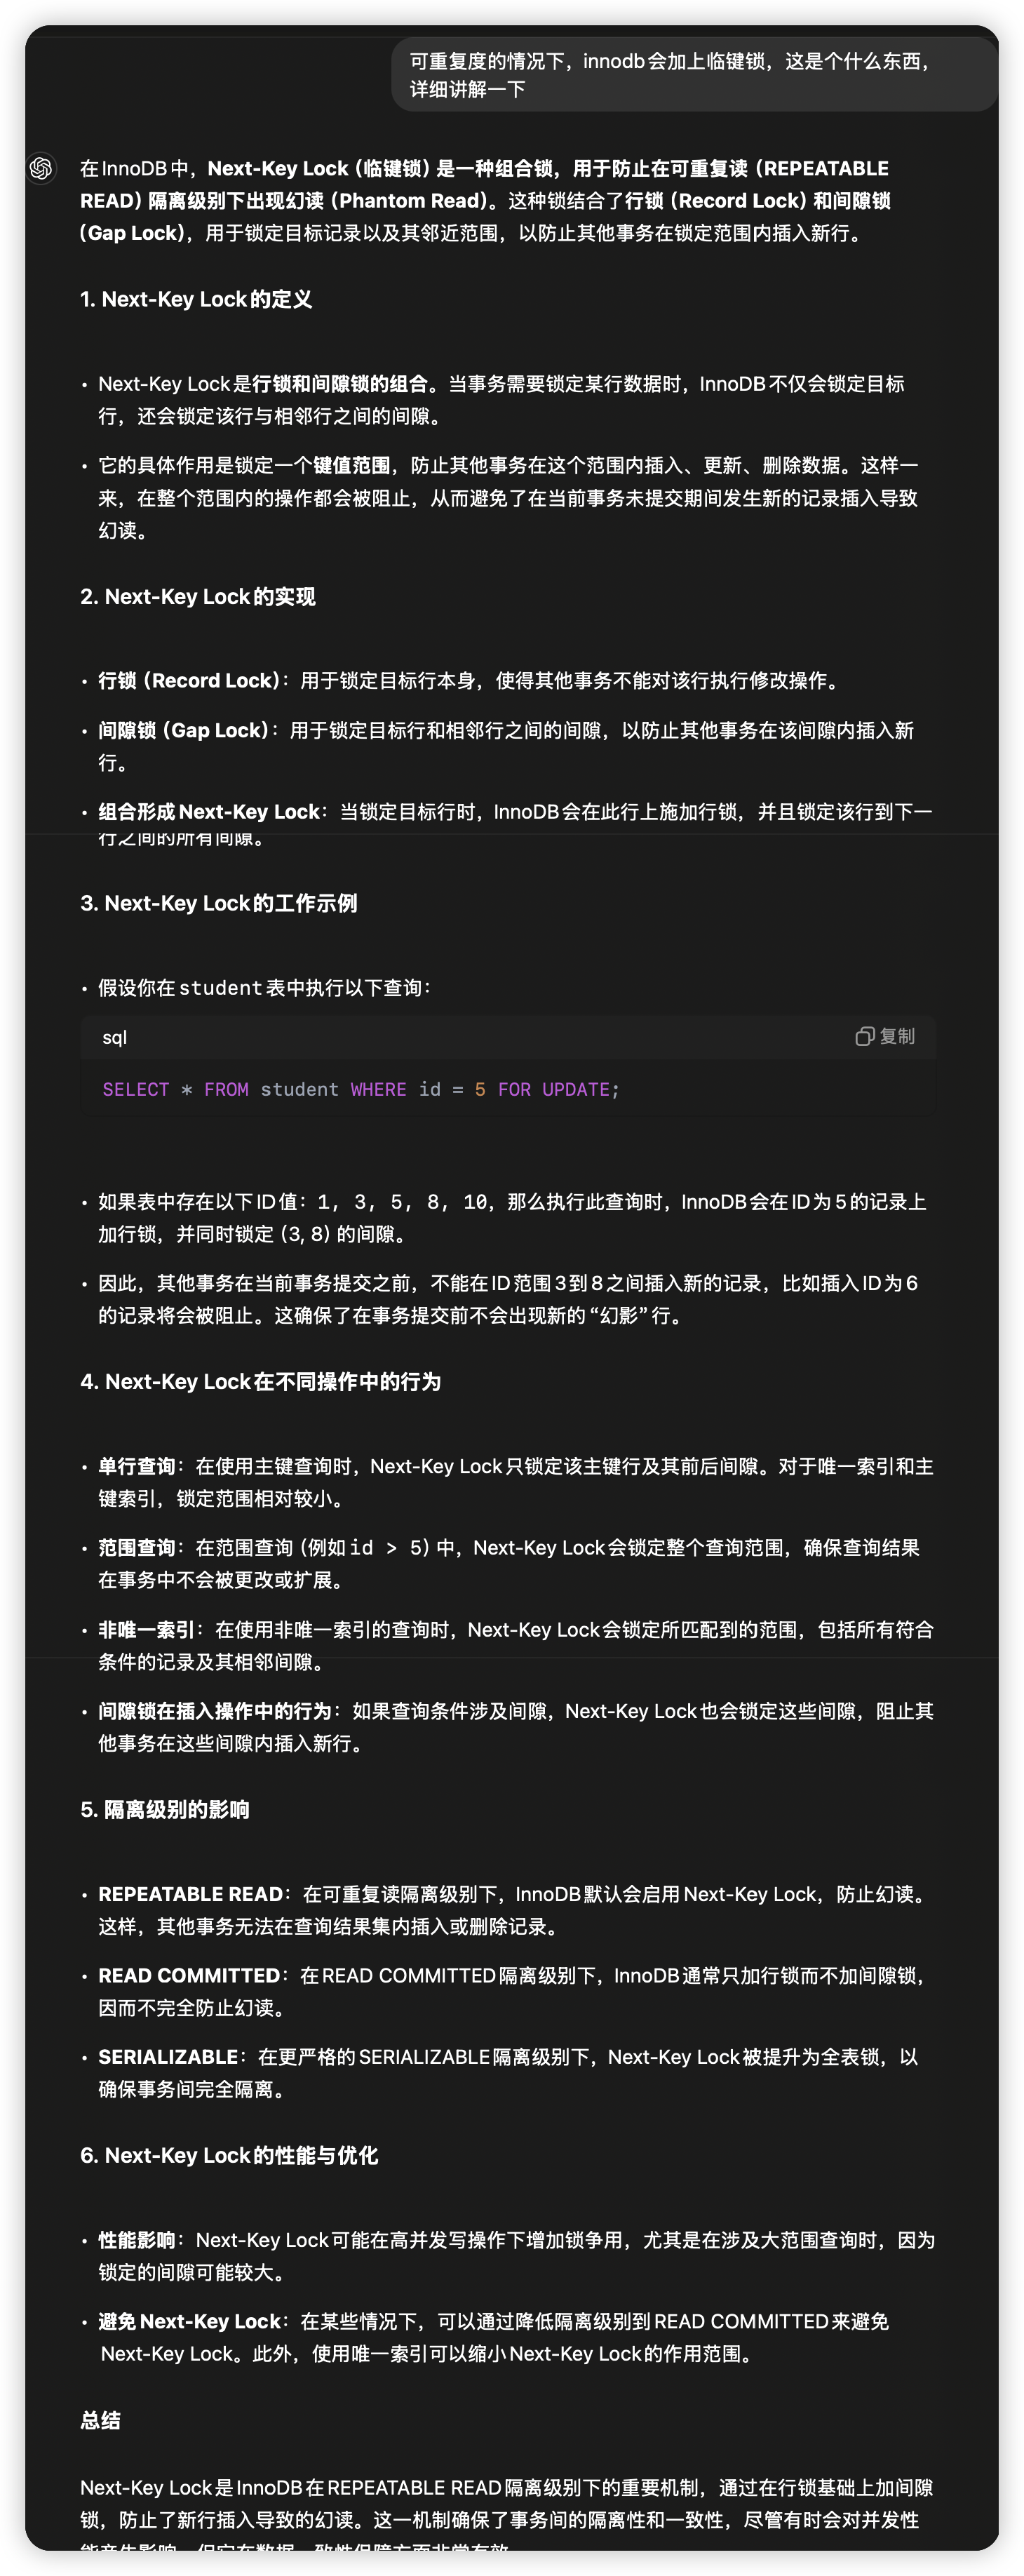 可重复度的情况下，innodb会加上临键锁，这是个什么东西，
详细讲解一下
在InnoDB中，Next-Key Lock（临键锁）是一种组合锁，用于防止在可重复读（REPEATABLE
READ）隔离级别下出现幻读（Phantom Read）。这种锁结合了行锁（Record Lock）和间隙锁
（Gap Lock），用于锁定目标记录以及其邻近范围，以防止其他事务在锁定范围内插入新行。
1. Next-Key Lock的定义
• Next-Key Lock是行锁和间隙锁的组合。当事务需要锁定某行数据时，InnoDB不仅会锁定目标
行，还会锁定该行与相邻行之间的间隙。
• 它的具体作用是锁定一个键值范围，防止其他事务在这个范围内插入、更新、删除数据。这样一
来，在整个范围内的操作都会被阻止，从而避免了在当前事务未提交期间发生新的记录插入导致
幻读。
2. Next-Key Lock的实现
• 行锁（Record Lock）：用于锁定目标行本身，使得其他事务不能对该行执行修改操作。
• 间隙锁（Gap Lock）：用于锁定目标行和相邻行之间的间隙，以防止其他事务在该间隙内插入新
行。
• 组合形成Next-Key Lock：当锁定目标行时，InnoDB会在此行上施加行锁，并且锁定该行到下一
行之间的所有间隙。
3. Next-Key Lock的工作示例
• 假设你在student表中执行以下查询：
sql 复制
SELECT * FROM student WHERE id = 5 FOR UPDATE;
• 如果表中存在以下ID值：1, 3, 5, 8, 10，那么执行此查询时，InnoDB会在ID为5的记录上
加行锁，并同时锁定 (3, 8) 的间隙。
• 因此，其他事务在当前事务提交之前，不能在ID范围3到8之间插入新的记录，比如插入ID为6
的记录将会被阻止。这确保了在事务提交前不会出现新的“幻影”行。
4. Next-Key Lock在不同操作中的行为
• 单行查询：在使用主键查询时，Next-Key Lock只锁定该主键行及其前后间隙。对于唯一索引和主
键索引，锁定范围相对较小。
• 范围查询：在范围查询（例如id > 5）中，Next-Key Lock会锁定整个查询范围，确保查询结果
在事务中不会被更改或扩展。
• 非唯一索引：在使用非唯一索引的查询时，Next-Key Lock会锁定所匹配到的范围，包括所有符合
条件的记录及其相邻间隙。
• 间隙锁在插入操作中的行为：如果查询条件涉及间隙，Next-Key Lock也会锁定这些间隙，阻止其
他事务在这些间隙内插入新行。
5. 隔离级别的影响
• REPEATABLE READ：在可重复读隔离级别下，InnoDB默认会启用Next-Key Lock，防止幻读。
这样，其他事务无法在查询结果集内插入或删除记录。
• READ COMMITTED：在READ COMMITTED隔离级别下，InnoDB通常只加行锁而不加间隙锁，
因而不完全防止幻读。
• SERIALIZABLE：在更严格的SERIALIZABLE隔离级别下，Next-Key Lock被提升为全表锁，以
确保事务间完全隔离。
6. Next-Key Lock的性能与优化
• 性能影响：Next-Key Lock可能在高并发写操作下增加锁争用，尤其是在涉及大范围查询时，因为
锁定的间隙可能较大。
• 避免Next-Key Lock：在某些情况下，可以通过降低隔离级别到READ COMMITTED来避免
Next-Key Lock。此外，使用唯一索引可以缩小Next-Key Lock的作用范围。
总结
Next-Key Lock是InnoDB在REPEATABLE READ隔离级别下的重要机制，通过在行锁基础上加间隙
锁，防止了新行插入导致的幻读。这一机制确保了事务间的隔离性和一致性，尽管有时会对并发性
能产生影响，但它在数据一致性保障方面非常有效。